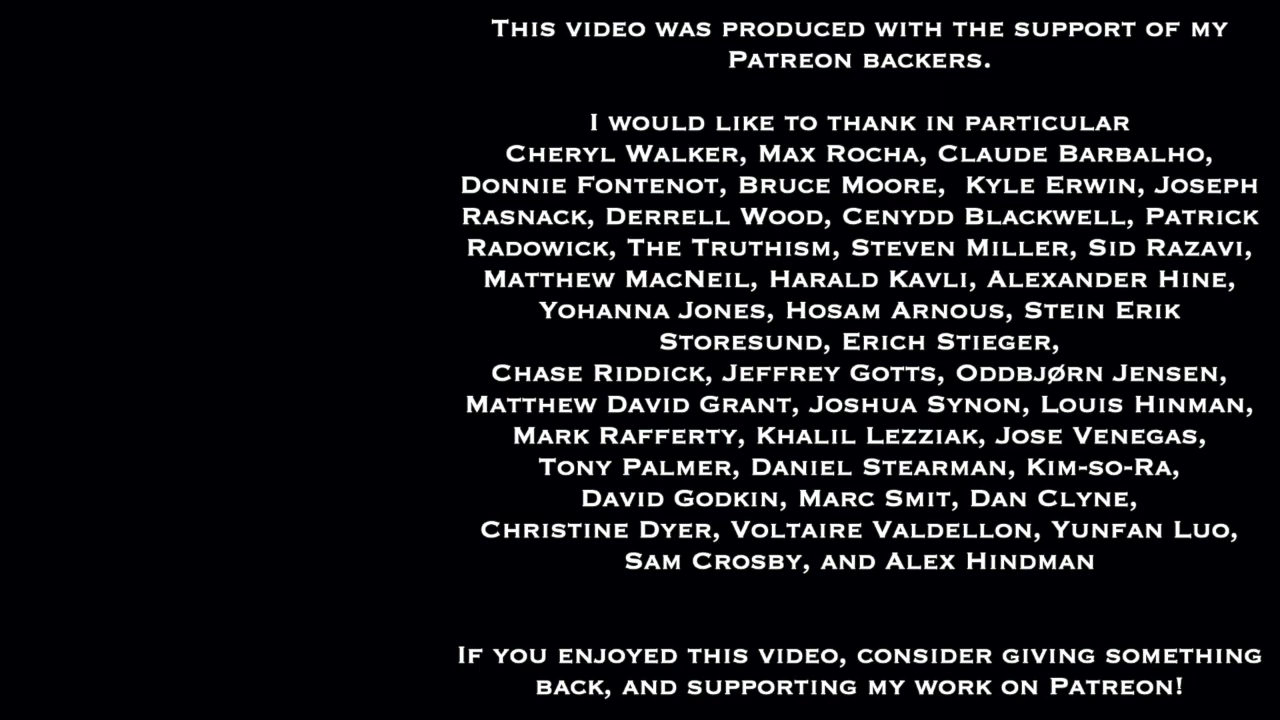 This video was produced with the support of my
Patreon backers.
I would like to thank in particular
Cheryl Walker, Max Rocha, Claude Barbalho,
Donnie Fontenot, Bruce Moore,  Kyle Erwin, Joseph
Rasnack, Derrell Wood, Cenydd Blackwell, Patrick
Radowick, The Truthism, Steven Miller, Sid Razavi,
Matthew MacNeil, Harald Kavli, Alexander Hine,
Yohanna Jones, Hosam Arnous, Stein Erik
Storesund, Erich Stieger,
Chase Riddick, Jeffrey Gotts, Oddbjørn Jensen,
Matthew David Grant, Joshua Synon, Louis Hinman,
Mark Rafferty, Khalil Lezziak, Jose Venegas,
Tony Palmer, Daniel Stearman, Kim-so-Ra,
David Godkin, Marc Smit, Dan Clyne,
Christine Dyer, Voltaire Valdellon, Yunfan Luo,
Sam Crosby, and Alex Hindman
If you enjoyed this video, consider giving something
back, and supporting my work on Patreon!